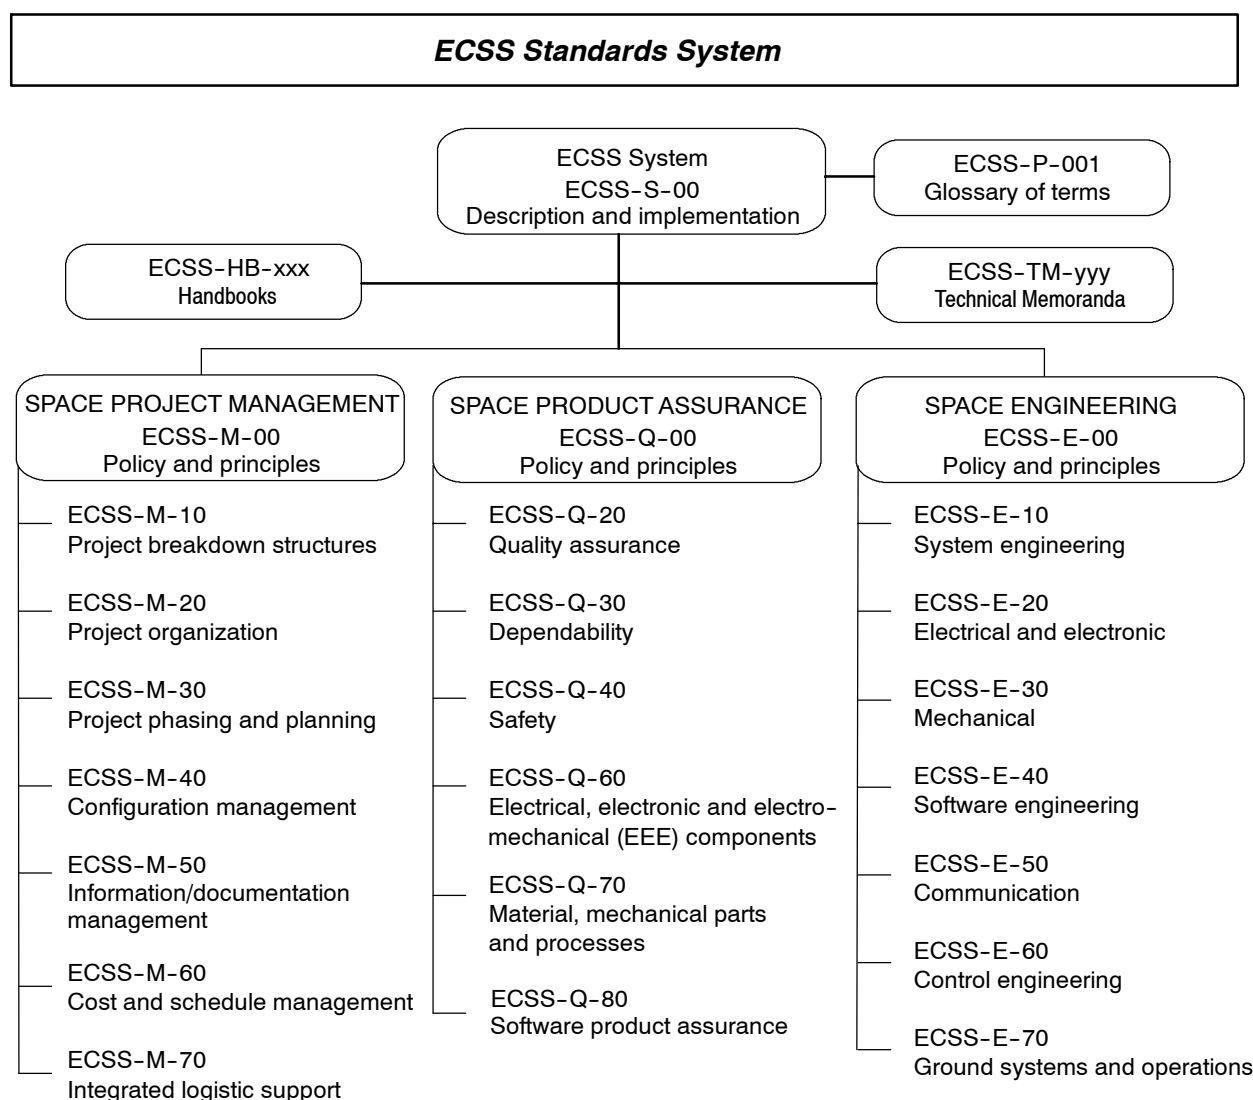 ECSS Standards System
ECSS System
ECSS-S-00
Description and implementation
ECSS-P-001
Glossary of terms
ECSS-HB-xxx
Handbooks
ECSS-TM-yyy
Technical Memoranda
SPACE PROJECT MANAGEMENT
ECSS-M-00
Policy and principles
ECSS-M-10
Project breakdown structures
ECSS-M-20
Project organization
ECSS-M-30
Project phasing and planning
ECSS-M-40
Configuration management
ECSS-M-50
Information/documentation
management
ECSS-M-60
Cost and schedule management
ECSS-M-70
Integrated logistic support
SPACE PRODUCT ASSURANCE
ECSS-Q-00
Policy and principles
ECSS-Q-20
Quality assurance
ECSS-Q-30
Dependability
ECSS-Q-40
Safety
ECSS-Q-60
Electrical, electronic and electro-
mechanical (EEE) components
ECSS-Q-70
Material, mechanical parts
and processes
ECSS-Q-80
Software product assurance
SPACE ENGINEERING
ECSS-E-00
Policy and principles
ECSS-E-10
System engineering
ECSS-E-20
Electrical and electronic
ECSS-E-30
Mechanical
ECSS-E-40
Software engineering
ECSS-E-50
Communication
ECSS-E-60
Control engineering
ECSS-E-70
Ground systems and operations